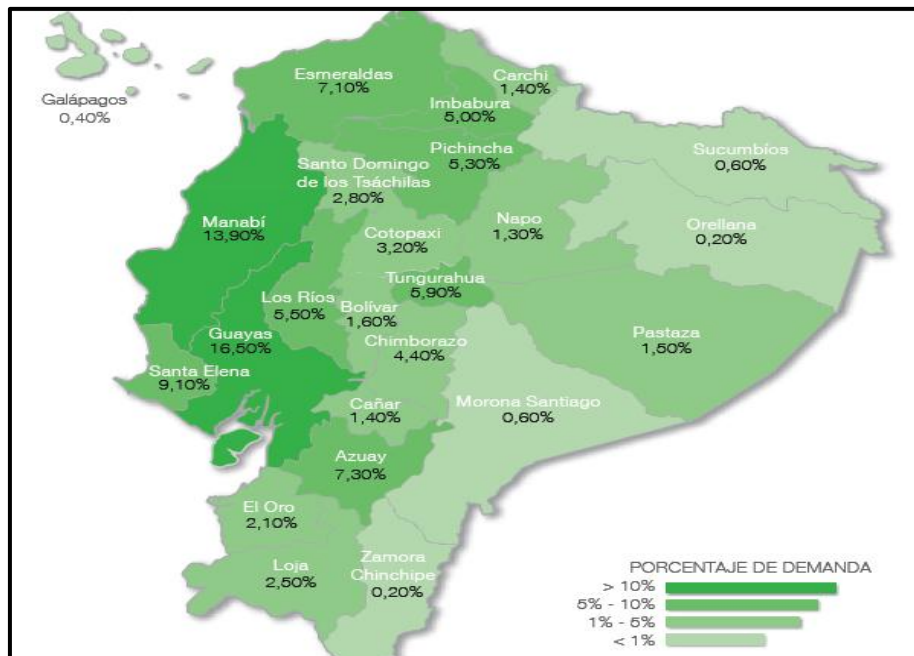 Esmeraldas
7,10%
Carchi
1,40%
Galápagos
0,40%
Imbabura
5,00%
Pichincha
5,30%
Sucumbíos
0,60%
Santo Domingo
de los Tsáchilas
2,80%
Manabí
13,90%
Cotopaxi
3,20%
Napo
1,30%
Orellana
0,20%
Tungurahua
5,90%
Los Ríos
5,50%
Bolívar
1,60%
Guayas
16,50%
Chimborazo
4,40%
Pastaza
1,50%
Santa Elena
9,10%
Cañar
1,40%
Morona Santiago
0,60%
Azuay
7,30%
El Oro
2,10%
Loja
2,50%
Zamora
Chinchipe
0,20%
PORCENTAJE DE DEMANDA
> 10%
5% - 10%
1% - 5%
< 1%